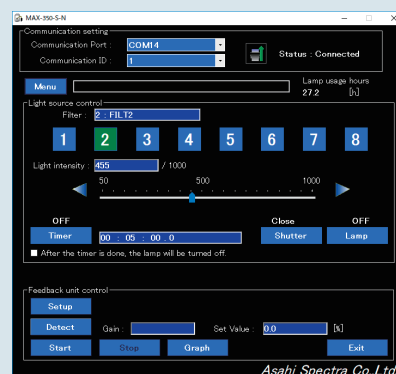 MAX-350-S-N
Communication setting
Communication Port : COM14
Communication ID : 1
Status : Connected
Menu
Lamp usage hours
27.2 [h]
Light source control
Filter : 2 : FILT2
1 2 3 4 5 6 7 8
Light intensity : 455 / 1000
50 500 1000
OFF Close OFF
Timer 00 : 05 : 00 . 0 Shutter Lamp
After the timer is done, the lamp will be turned off.
Feedback unit control
Setup
Detect Gain : Set Value : 0.0 [%]
Start Stop Graph Exit
Asahi Spectra Co.,Ltd